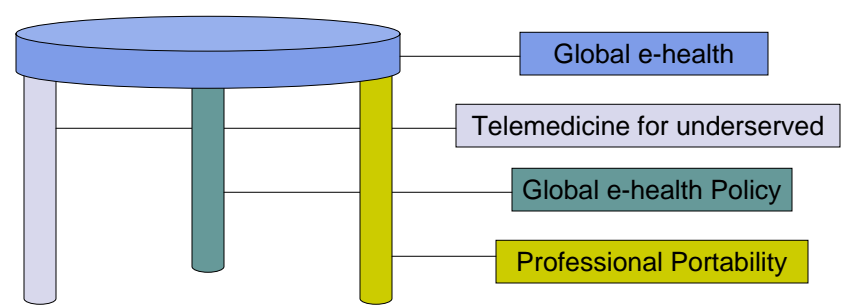 Global e-health
Telemedicine for underserved
Global e-health Policy
Professional Portability